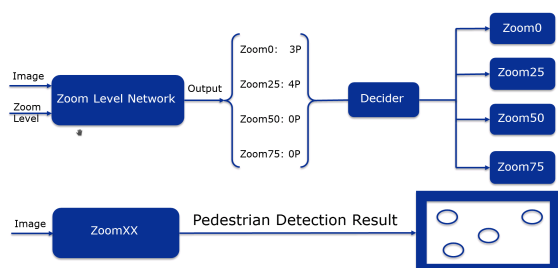 Zoom0
Zoom0: 3P
Image
Zoom25
Output
Zoom Level Network
Zoom25: 4P
Decider
Zoom
Level
Zoom50: 0P
Zoom50
Zoom75: 0P
Zoom75
Image
ZoomXX
Pedestrian Detection Result